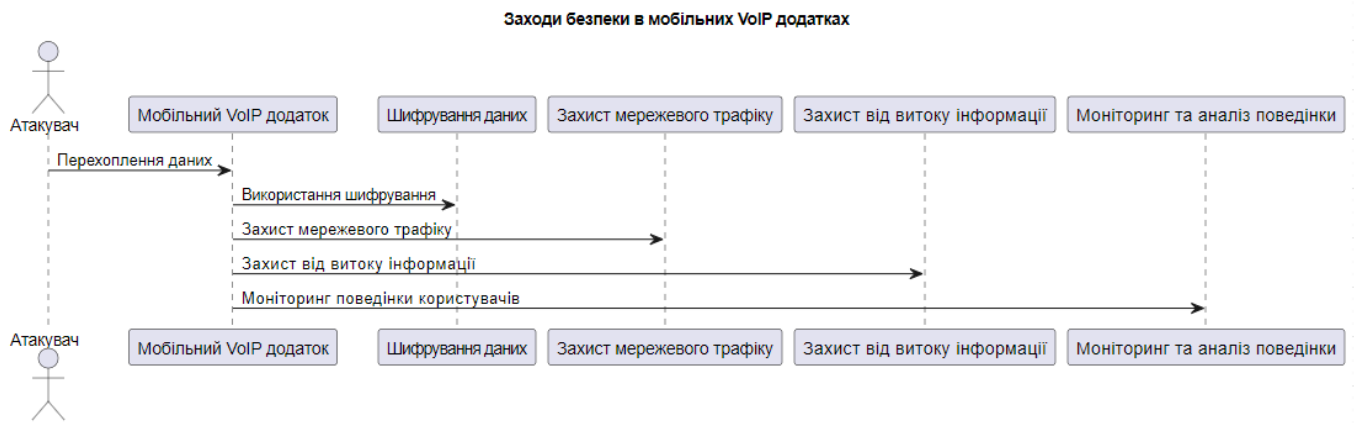 Заходи безпеки в мобільних VoIP додатках
Атакувач
Мобільний VoIP додаток
Шифрування даних
Захист мережевого трафіку
Захист від витоку інформації
Моніторинг та аналіз поведінки
Перехоплення даних
Використання шифрування
Захист мережевого трафіку
Захист від витоку інформації
Моніторинг поведінки користувачів
Атакувач
Мобільний VoIP додаток
Шифрування даних
Захист мережевого трафіку
Захист від витоку інформації
Моніторинг та аналіз поведінки